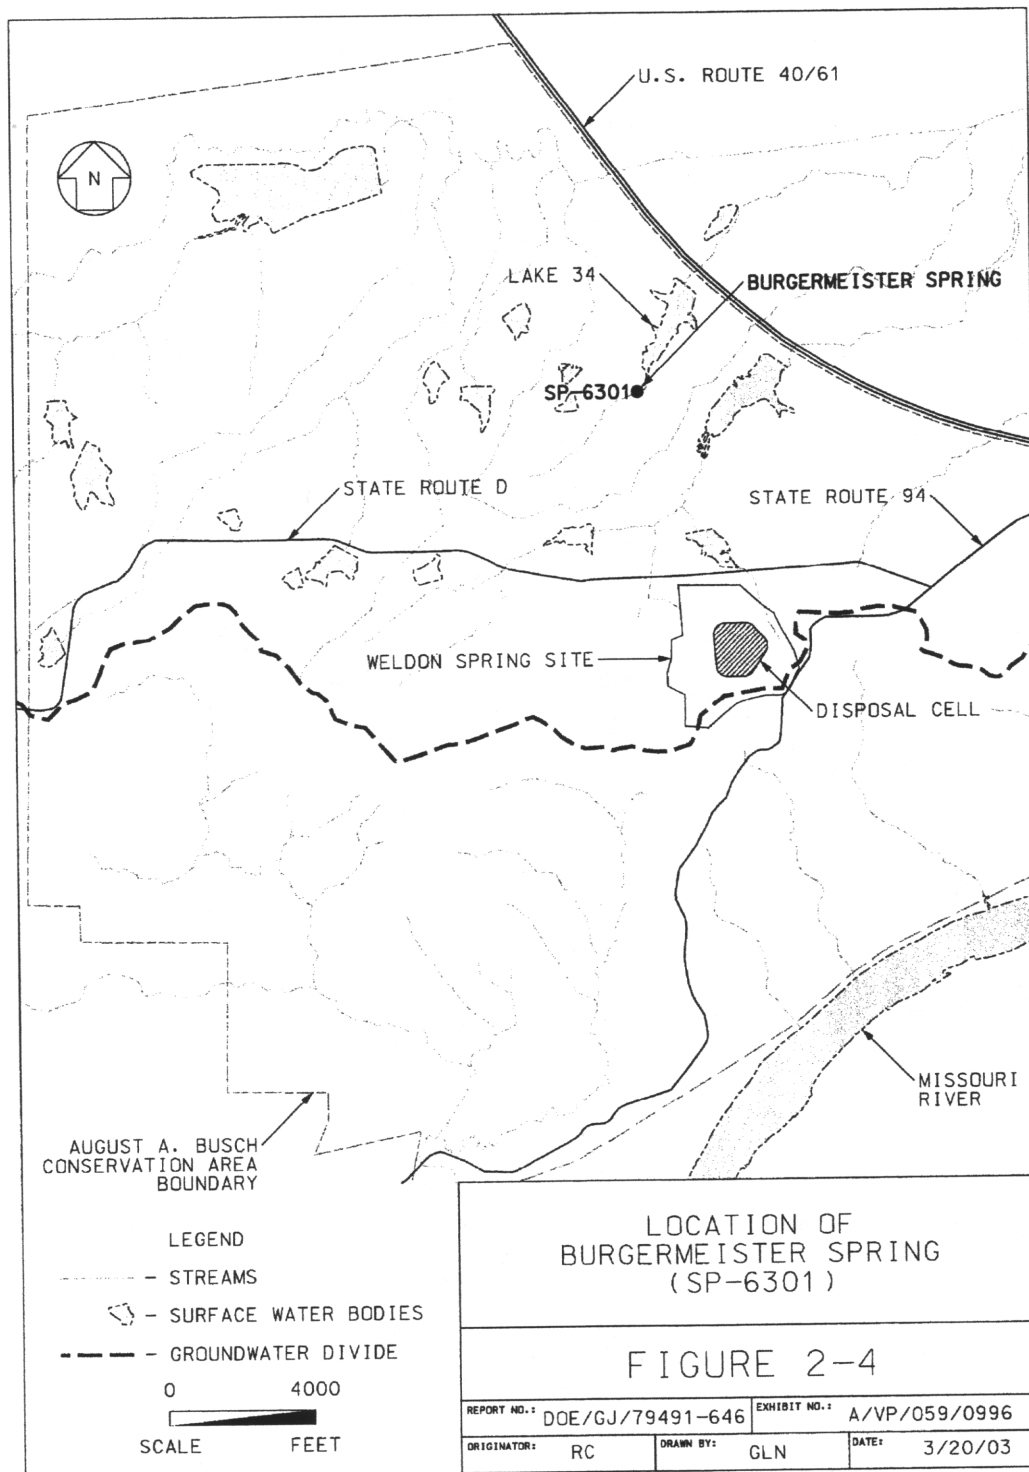 U.S. ROUTE 40/61
N
LAKE 34
BURGERMEISTER SPRING
SP-6301
STATE ROUTE D
STATE ROUTE 94
WELDON SPRING SITE
DISPOSAL CELL
MISSOURI
RIVER
AUGUST A. BUSCH
CONSERVATION AREA
BOUNDARY
LEGEND
- STREAMS
- SURFACE WATER BODIES
- GROUNDWATER DIVIDE
0 4000
SCALE FEET
LOCATION OF
BURGERMEISTER SPRING
(SP-6301)
FIGURE 2-4
REPORT NO.: DOE/GJ/79491-646 EXHIBIT NO.: A/VP/059/0996
ORIGINATOR: RC DRAWN BY: GLN DATE: 3/20/03